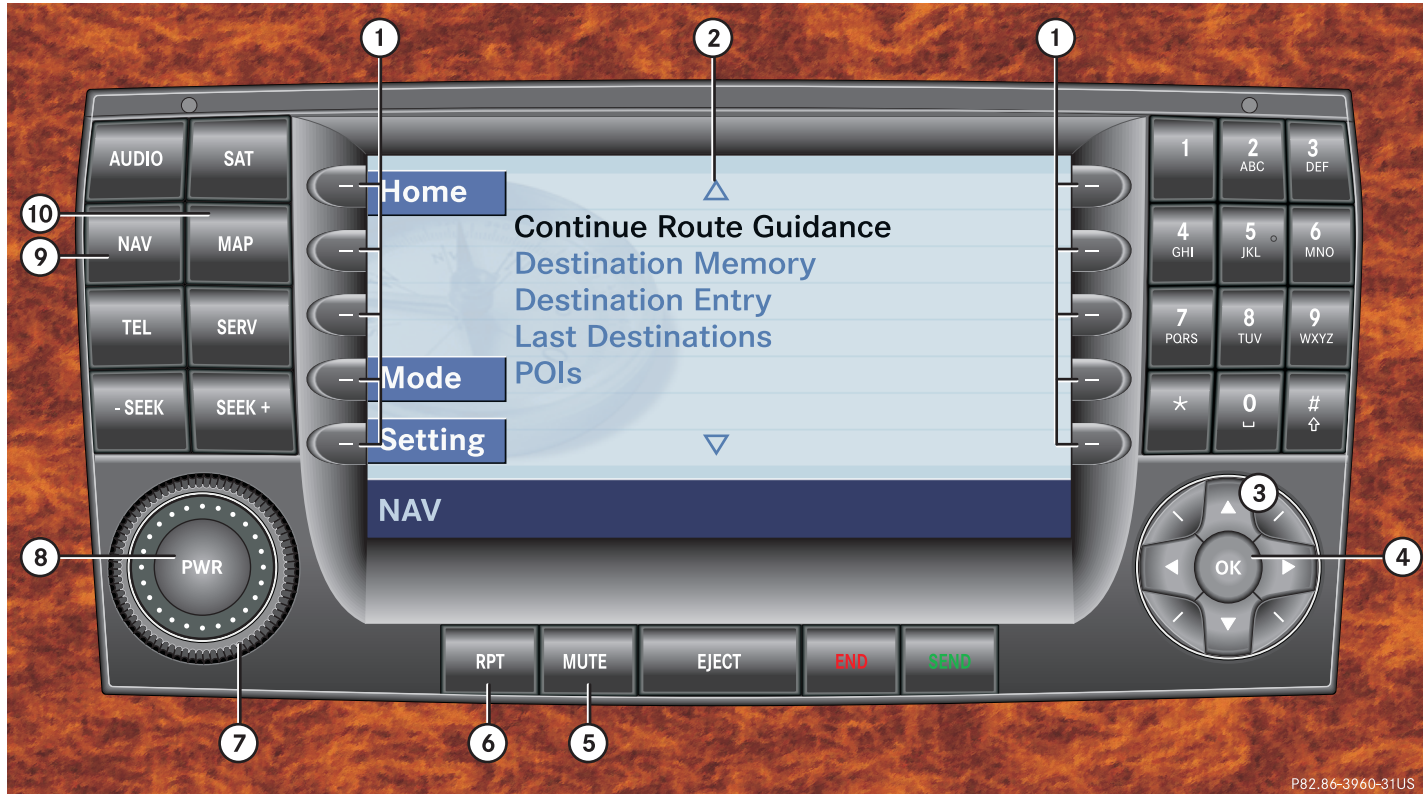 1
2
1
AUDIO
SAT
NAV
MAP
TEL
SERV
- SEEK
SEEK +
10
9
Home
Continue Route Guidance
Destination Memory
Destination Entry
Last Destinations
Mode
POIs
Setting
NAV
1
2
ABC
3
DEF
4
GHI
5
JKL
6
MNO
7
PQRS
8
TUV
9
WXYZ
*
0
#
3
8
PWR
OK
4
RPT
MUTE
EJECT
END
SEND
7
6
5
P82.86-3960-31US